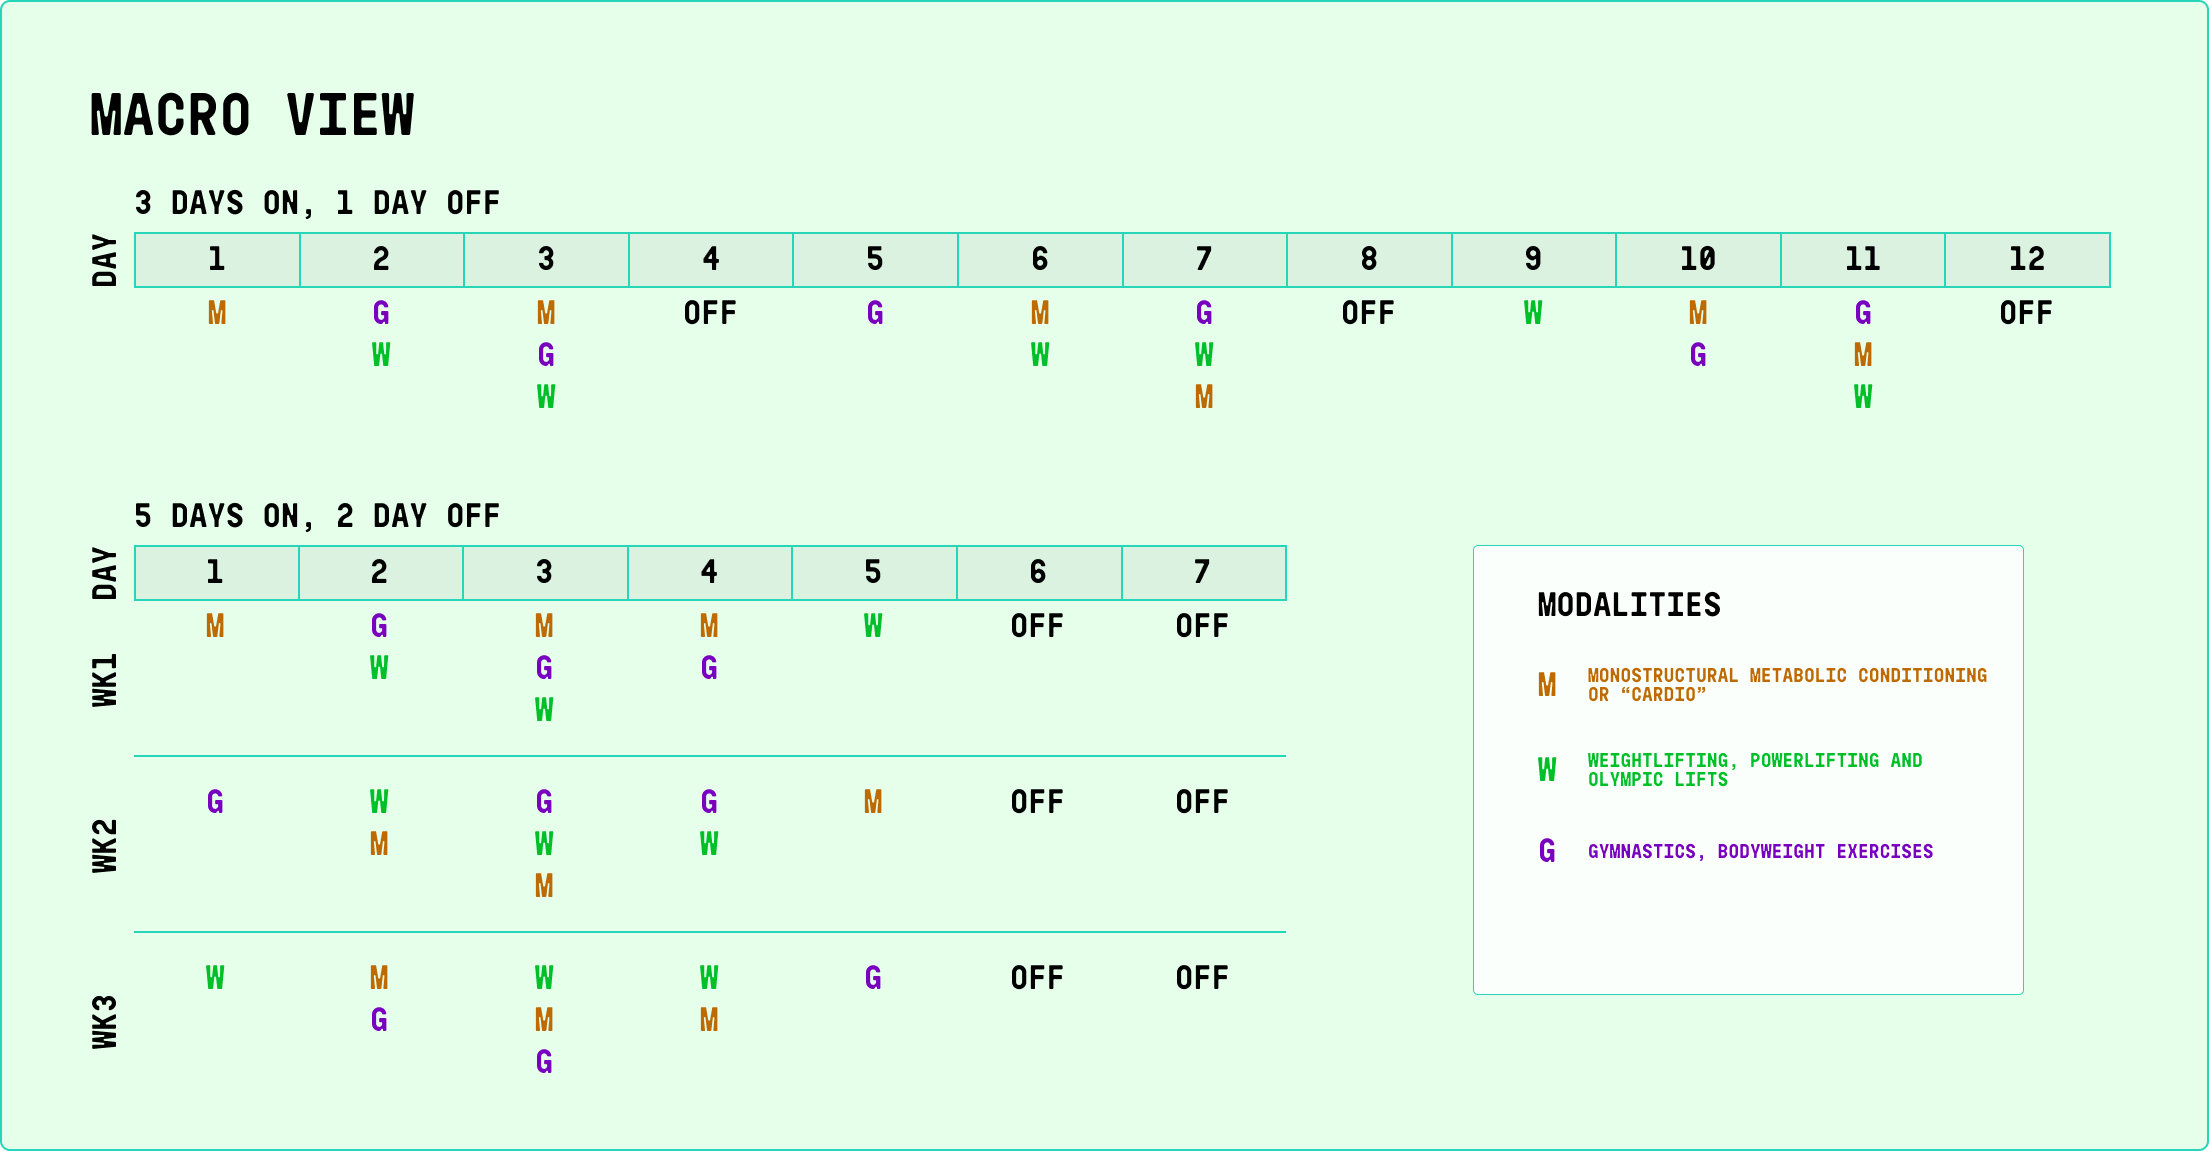 MACRO VIEW
3 DAYS ON, 1 DAY OFF
DAY 1 2 3 4 5 6 7 8 9 10 11 12
M G M OFF G M G OFF W M G OFF
W G W W G M
W M W
5 DAYS ON, 2 DAY OFF
DAY 1 2 3 4 5 6 7
WK1
M G M M W OFF OFF
W G G
W
WK2
G W G G M OFF OFF
M W W
M
WK3
W M W W G OFF OFF
G M M
G
MODALITIES
M MONOSTRUCTURAL METABOLIC CONDITIONING
OR “CARDIO”
W WEIGHTLIFTING, POWERLIFTING AND
OLYMPIC LIFTS
G GYMNASTICS, BODYWEIGHT EXERCISES